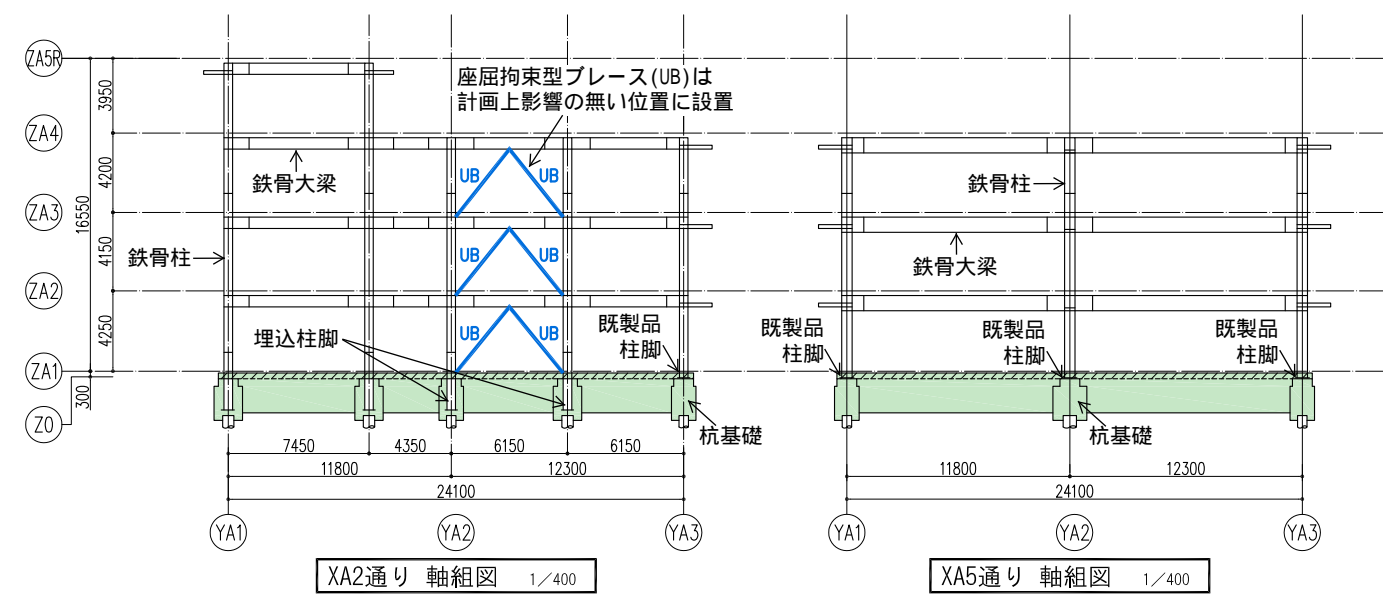 ZA5R
ZA4
ZA3
ZA2
ZA1
Z0
3950
4200
4150
4250
16550
300
座屈拘束型ブレース(UB)は
計画上影響の無い位置に設置
UB
UB
UB
UB
UB
UB
鉄骨大梁
鉄骨柱
埋込柱脚
既製品
柱脚
杭基礎
7450
4350
6150
6150
11800
12300
24100
YA1
YA2
YA3
XA2通り 軸組図 1/400
鉄骨柱
鉄骨大梁
既製品
柱脚
既製品
柱脚
既製品
柱脚
杭基礎
11800
12300
24100
YA1
YA2
YA3
XA5通り 軸組図 1/400